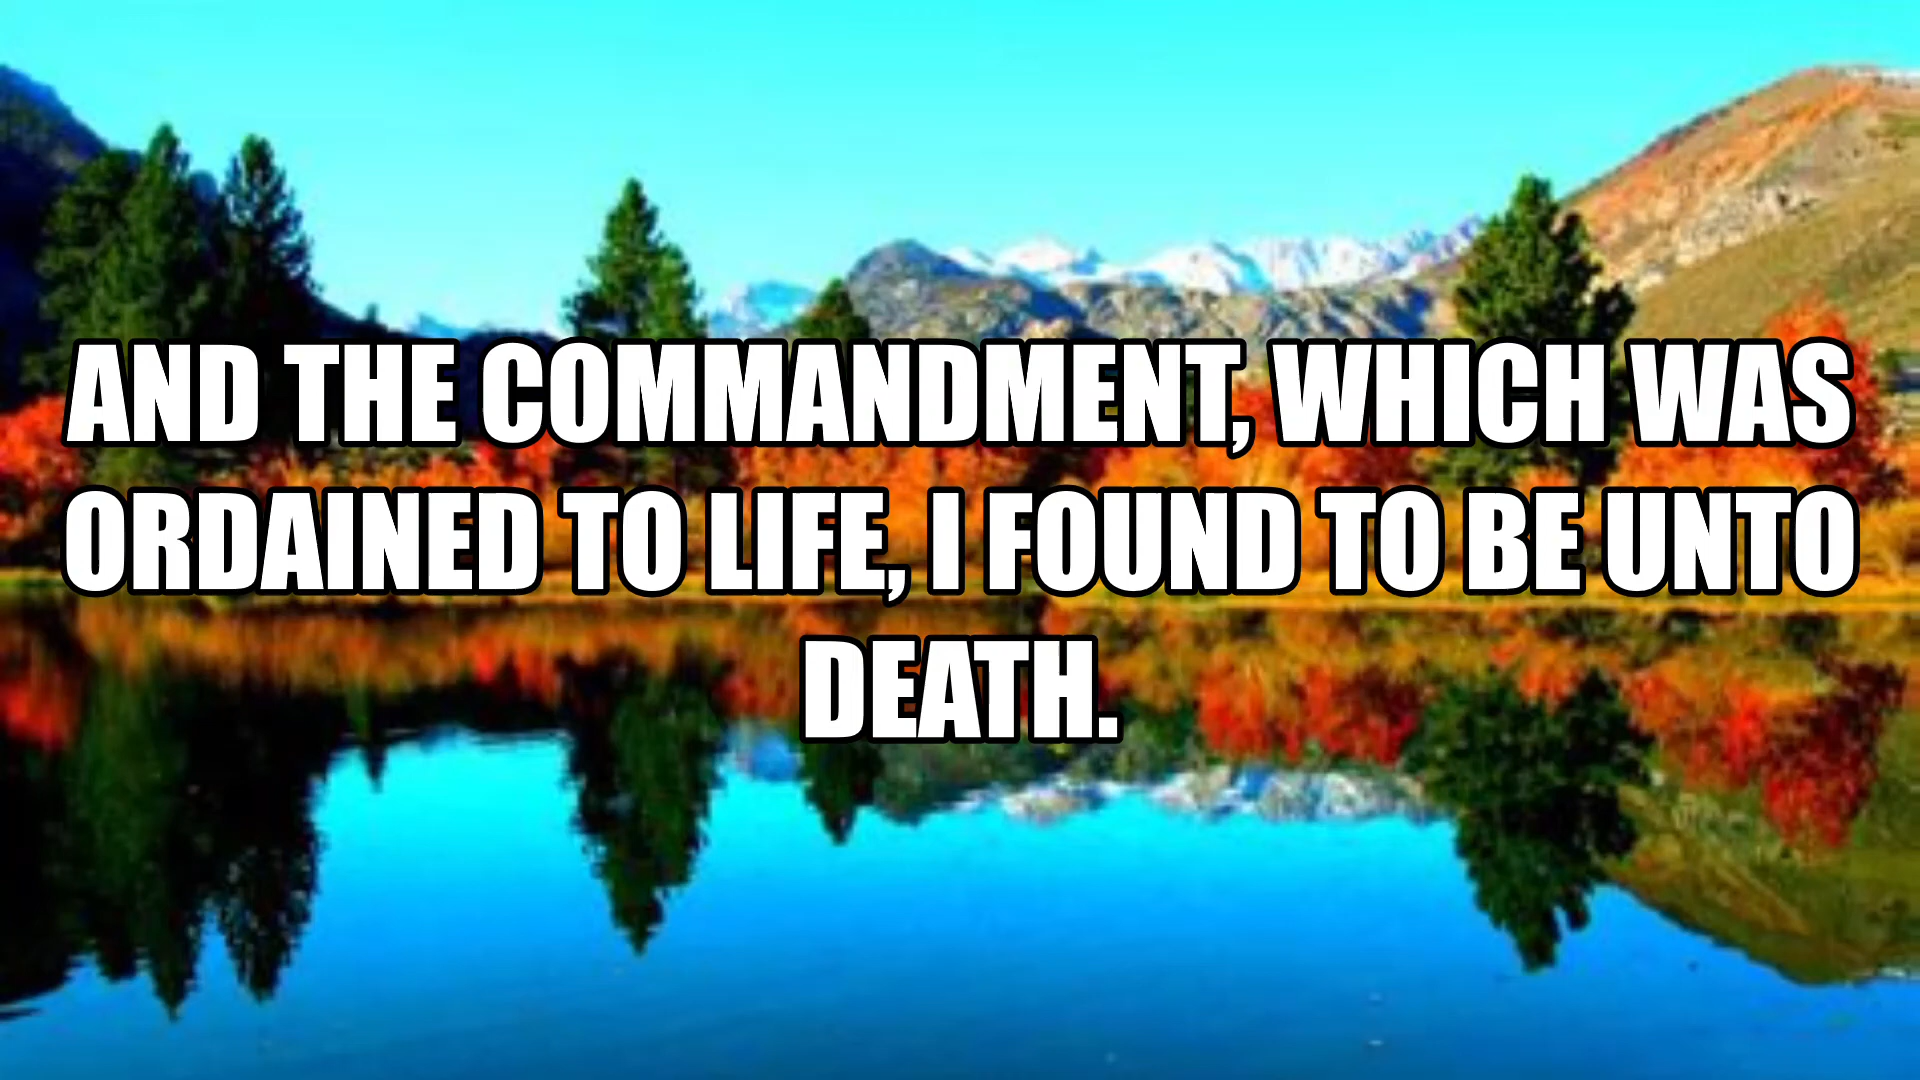 AND THE COMMANDMENT, WHICH WAS
ORDAINED TO LIFE, I FOUND TO BE UNTO
DEATH.